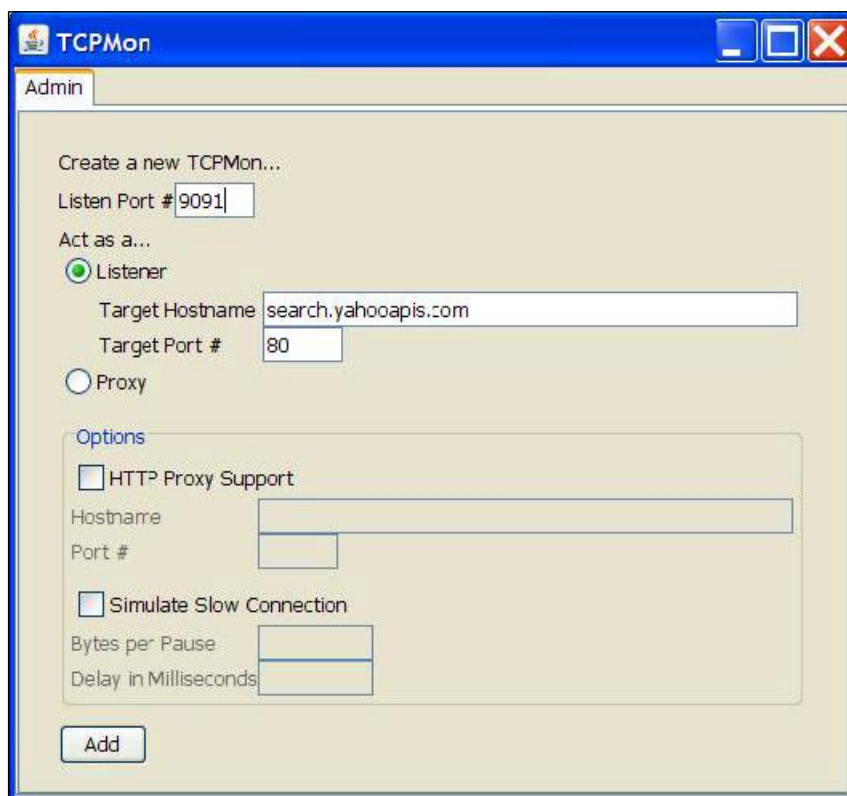 TCPMon
Admin
Create a new TCPMon...
Listen Port # 9091
Act as a...
Listener
Target Hostname search.yahooapis.com
Target Port # 80
Proxy
Options
HTTP Proxy Support
Hostname
Port #
Simulate Slow Connection
Bytes per Pause
Delay in Milliseconds
Add